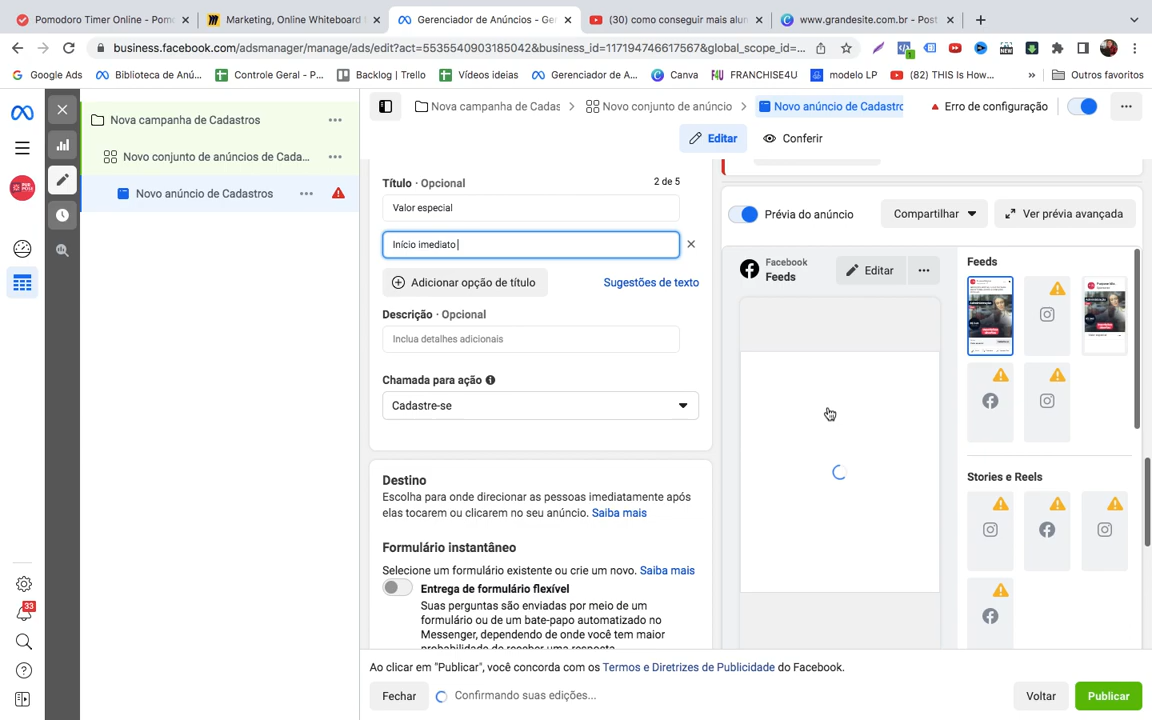 Pomodoro Timer Online - Pomo
Marketing, Online Whiteboard
Gerenciador de Anúncios - Ge
(30) como conseguir mais alun
www.grandesite.com.br - Post
business.facebook.com/adsmanager/manage/ads/edit?act=5535540903185042&business_id=117194746617567&global_scope_id=...
Google Ads
Biblioteca de Anú...
Controle Geral - P...
Backlog | Trello
Vídeos ideias
Gerenciador de A...
Canva
FRANCHISE4U
modelo LP
(82) THIS Is How...
Outros favoritos
Nova campanha de Cadastros
Novo conjunto de anúncios de Cada...
Novo anúncio de Cadastros
33
Nova campanha de Cadas
Novo conjunto de anúncio
Novo anúncio de Cadastro
Erro de configuração
Editar
Conferir
Título · Opcional
2 de 5
Valor especial
Início imediato
Adicionar opção de título
Sugestões de texto
Descrição · Opcional
Inclua detalhes adicionais
Chamada para ação
Cadastre-se
Destino
Escolha para onde direcionar as pessoas imediatamente após
elas tocarem ou clicarem no seu anúncio. Saiba mais
Formulário instantâneo
Selecione um formulário existente ou crie um novo. Saiba mais
Entrega de formulário flexível
Suas perguntas são enviadas por meio de um
formulário ou de um bate-papo automatizado no
Messenger, dependendo de onde você tem maior
probabilidade de receber uma resposta.
Prévia do anúncio
Compartilhar
Ver prévia avançada
Facebook
Feeds
Editar
Feeds
Stories e Reels
Ao clicar em "Publicar", você concorda com os Termos e Diretrizes de Publicidade do Facebook.
Fechar
Confirmando suas edições...
Voltar
Publicar